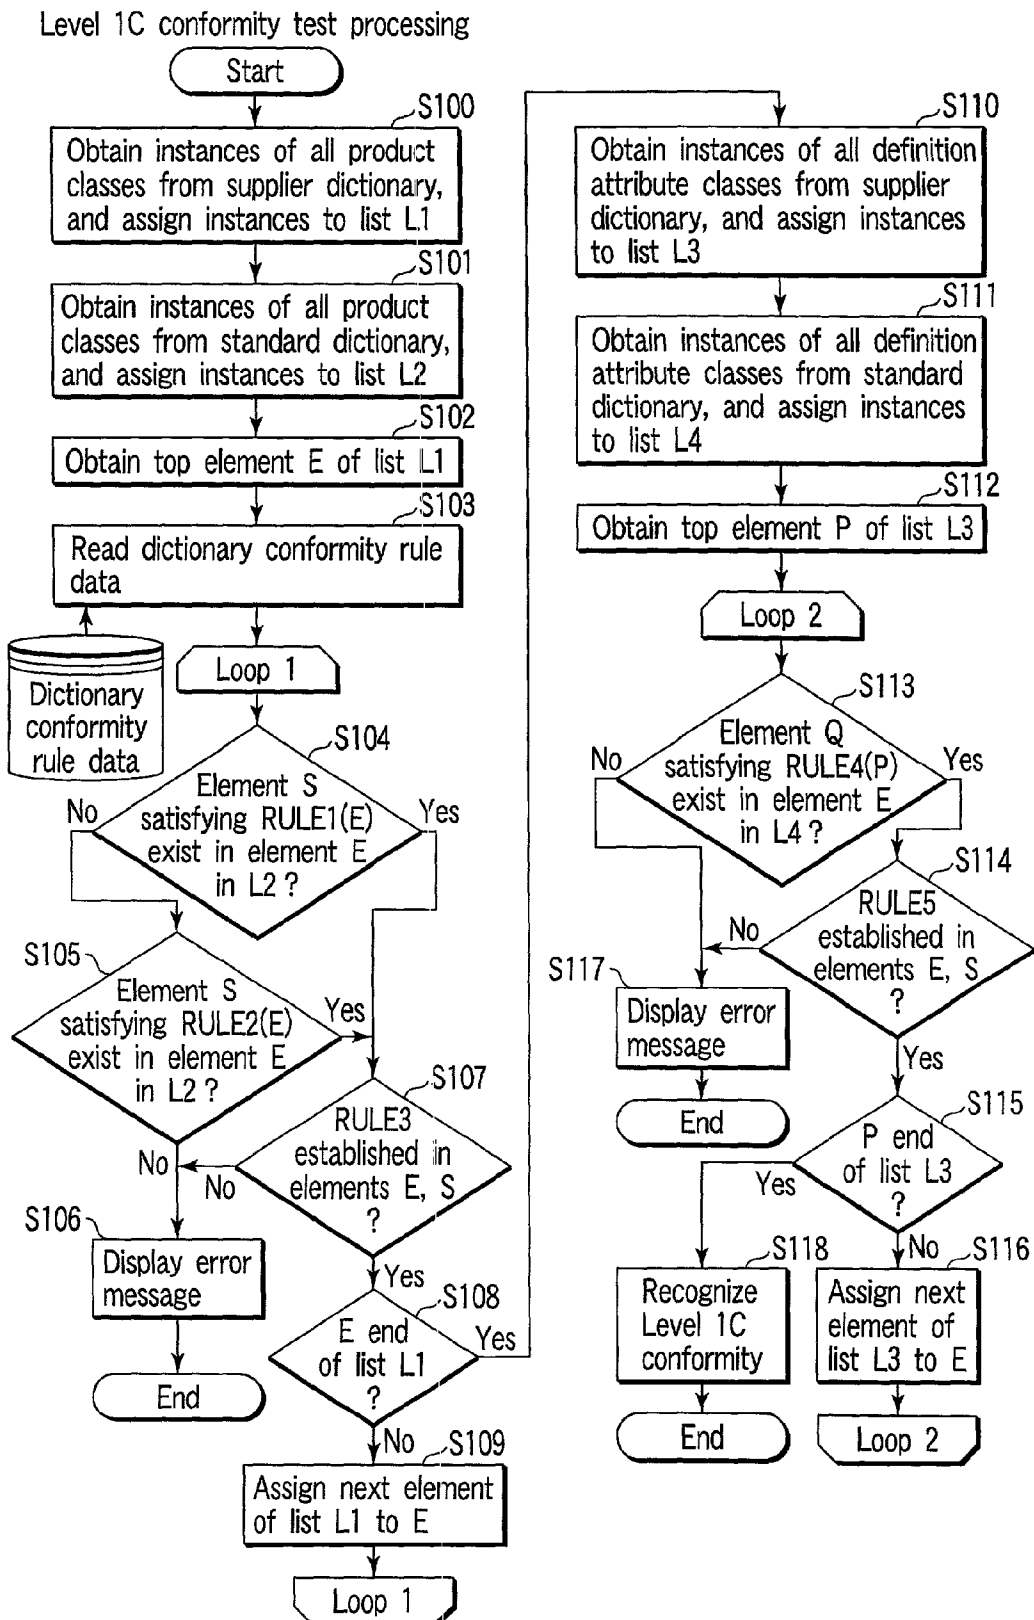 Level 1C conformity test processing
Start
S100
Obtain instances of all product
classes from supplier dictionary,
and assign instances to list L1
S101
Obtain instances of all product
classes from standard dictionary,
and assign instances to list L2
S102
Obtain top element E of list L1
S103
Read dictionary conformity rule
data
Dictionary
conformity
rule data
Loop 1
S104
Element S
satisfying RULE1(E)
exist in element E
in L2 ?
No
Yes
S105
Element S
satisfying RULE2(E)
exist in element E
in L2 ?
Yes
No
S107
RULE3
established in
elements E, S
?
No
Yes
S106
Display error
message
End
S108
E end
of list L1
?
Yes
No
S109
Assign next element
of list L1 to E
Loop 1
S110
Obtain instances of all definition
attribute classes from supplier
dictionary, and assign instances
to list L3
S111
Obtain instances of all definition
attribute classes from standard
dictionary, and assign instances
to list L4
S112
Obtain top element P of list L3
Loop 2
S113
Element Q
satisfying RULE4(P)
exist in element E
in L4 ?
No
Yes
S114
RULE5
established in
elements E, S
?
No
Yes
S117
Display error
message
End
S115
P end
of list L3
?
Yes
No
S118
Recognize
Level 1C
conformity
End
S116
Assign next
element of
list L3 to E
Loop 2